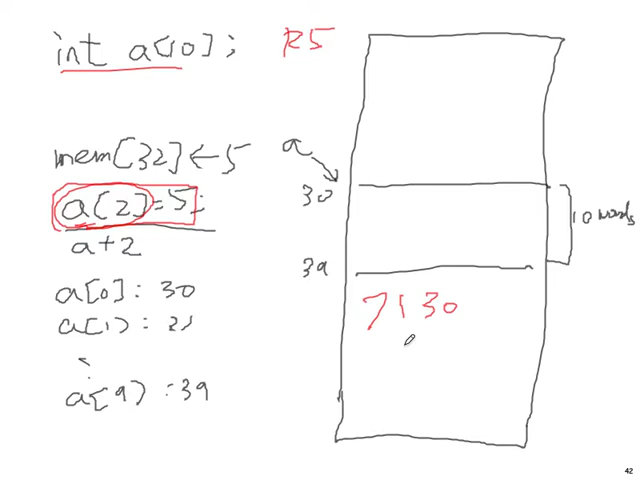 int a[10]; R5
mem[32] ← 5
a[2]=5;
a+2
a[0]: 30
a[1]: 31
a[9]: 39
a
30
39
10 words
7130
42